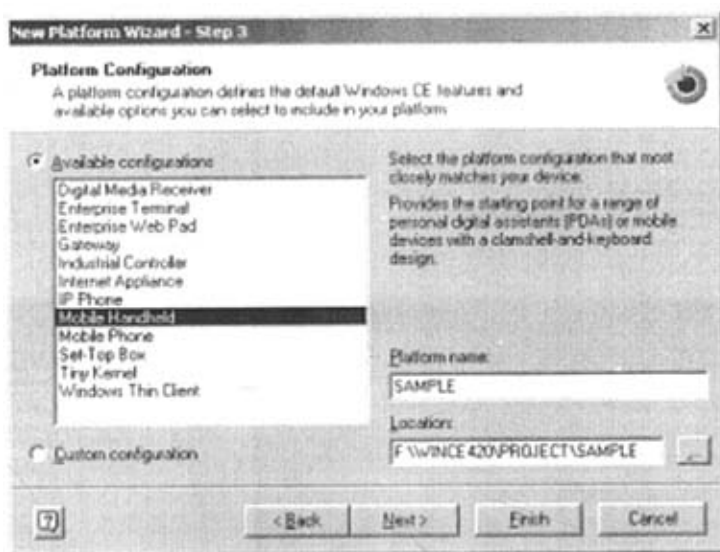 New Platform Wizard - Step 3
Platform Configuration
A platform configuration defines the default Windows CE features and
available options you can select to include in your platform
Available configurations
Digital Media Receiver
Enterprise Terminal
Enterprise Web Pad
Gateway
Industrial Controller
Internet Appliance
IP Phone
Mobile Handheld
Mobile Phone
Set-Top Box
Tiny Kernel
Windows Thin Client
Custom configuration
Select the platform configuration that most
closely matches your device.
Provides the starting point for a range of
personal digital assistants (PDAs) or mobile
devices with a clamshell-and-keyboard
design.
Platform name:
SAMPLE
Location:
F:\WINCE420\PROJECT\SAMPLE
...
< Back
Next >
Finish
Cancel